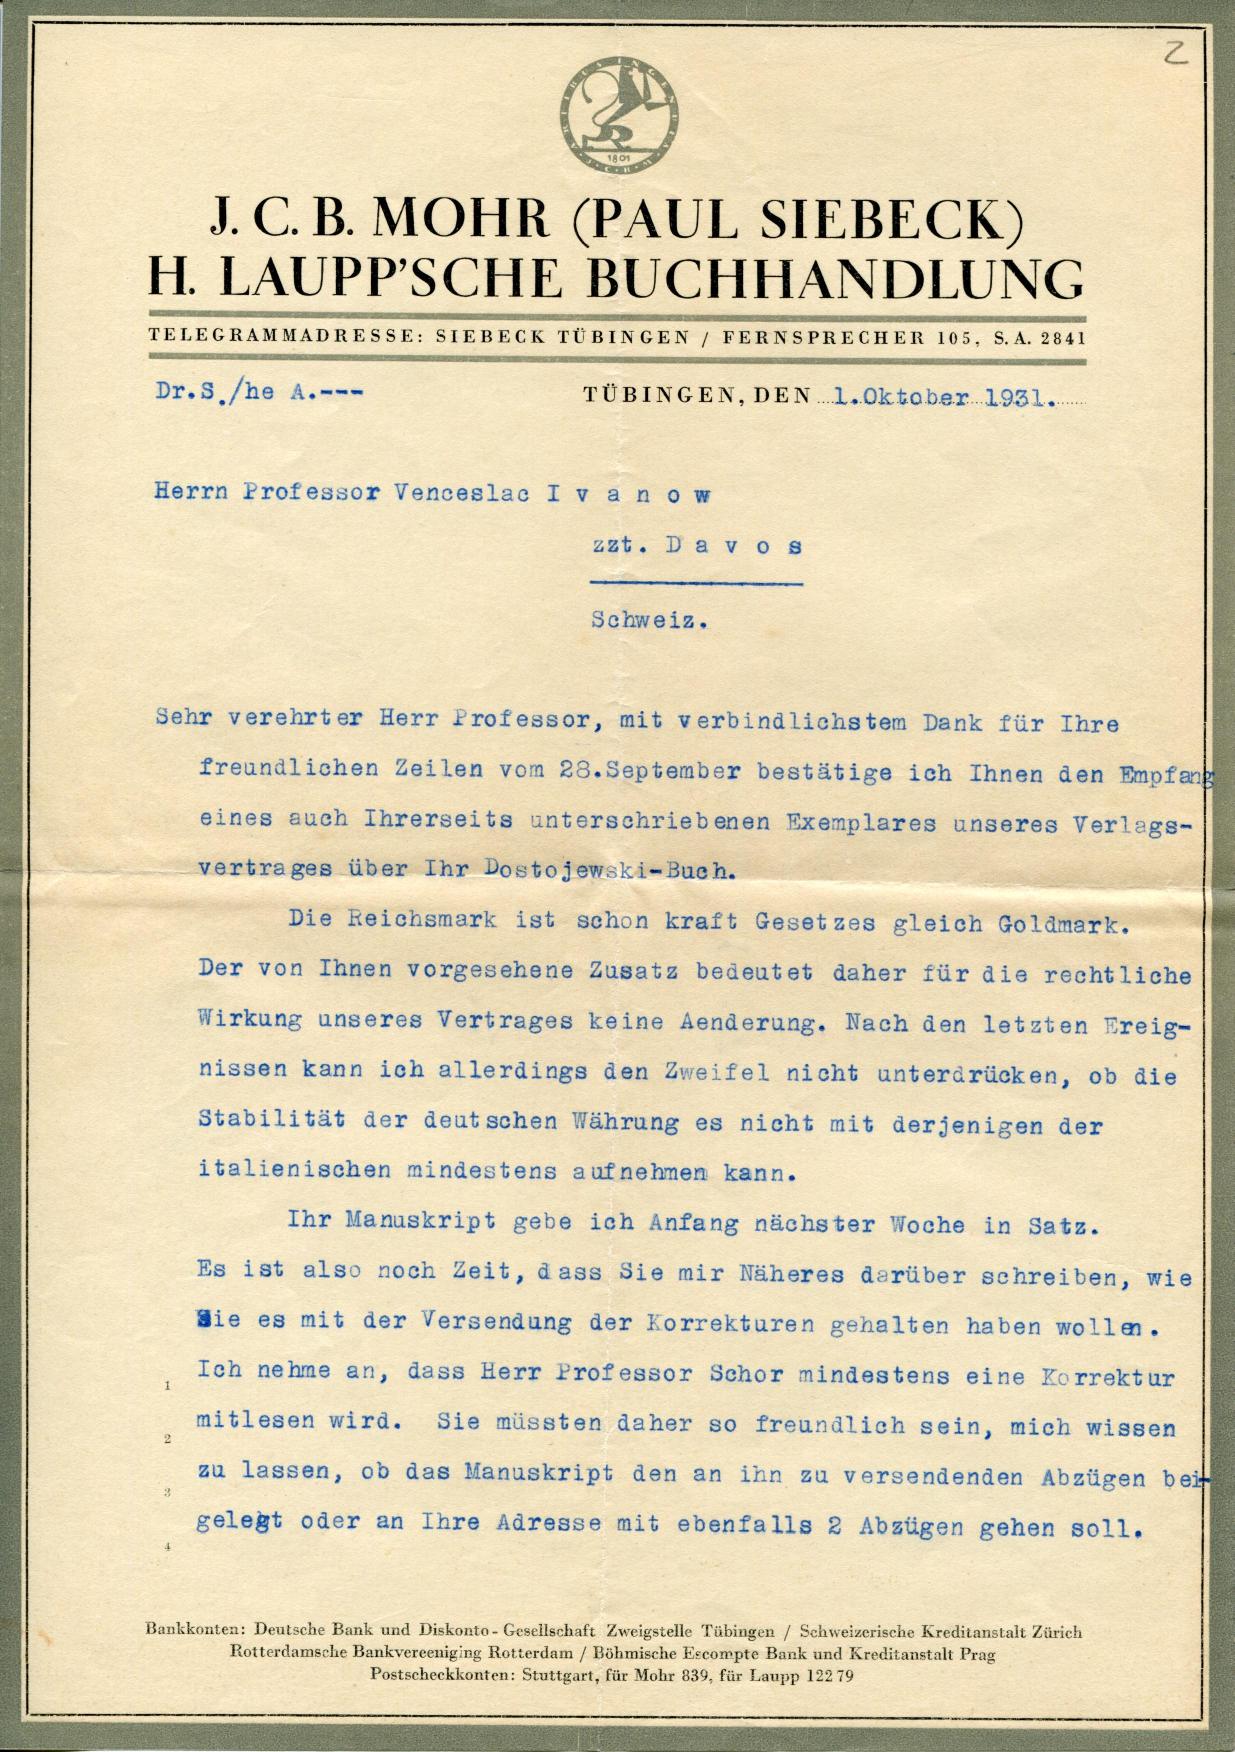 2
1801
J. C. B. MOHR (PAUL SIEBECK)
H. LAUPP'SCHE BUCHHANDLUNG
TELEGRAMMADRESSE: SIEBECK TÜBINGEN / FERNSPRECHER 105, S. A. 2841
Dr.S./he A.---
TÜBINGEN, DEN 1.Oktober 1931.
Herrn Professor Venceslac I v a n o w
zzt. D a v o s
Schweiz.
Sehr verehrter Herr Professor, mit verbindlichstem Dank für Ihre
freundlichen Zeilen vom 28.September bestätige ich Ihnen den Empfang
eines auch Ihrerseits unterschriebenen Exemplares unseres Verlags-
vertrages über Ihr Dostojewski-Buch.
Die Reichsmark ist schon kraft Gesetzes gleich Goldmark.
Der von Ihnen vorgesehene Zusatz bedeutet daher für die rechtliche
Wirkung unseres Vertrages keine Aenderung. Nach den letzten Ereig-
nissen kann ich allerdings den Zweifel nicht unterdrücken, ob die
Stabilität der deutschen Währung es nicht mit derjenigen der
italienischen mindestens aufnehmen kann.
Ihr Manuskript gebe ich Anfang nächster Woche in Satz.
Es ist also noch Zeit, dass Sie mir Näheres darüber schreiben, wie
Sie es mit der Versendung der Korrekturen gehalten haben wollen.
Ich nehme an, dass Herr Professor Schor mindestens eine Korrektur
1
mitlesen wird. Sie müssten daher so freundlich sein, mich wissen
2
zu lassen, ob das Manuskript den an ihn zu versendenden Abzügen bei-
3
gelegt oder an Ihre Adresse mit ebenfalls 2 Abzügen gehen soll.
4
Bankkonten: Deutsche Bank und Diskonto-Gesellschaft Zweigstelle Tübingen / Schweizerische Kreditanstalt Zürich
Rotterdamsche Bankvereeniging Rotterdam / Böhmische Escompte Bank und Kreditanstalt Prag
Postscheckkonten: Stuttgart, für Mohr 839, für Laupp 122 79